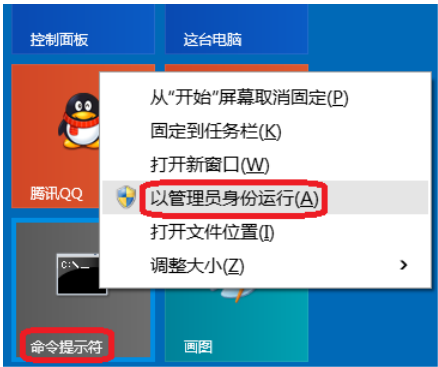 控制面板
这台电脑
从“开始”屏幕取消固定(P)
固定到任务栏(K)
打开新窗口(W)
腾讯QQ
以管理员身份运行(A)
打开文件位置(I)
C:\_
调整大小(Z)
命令提示符
画图